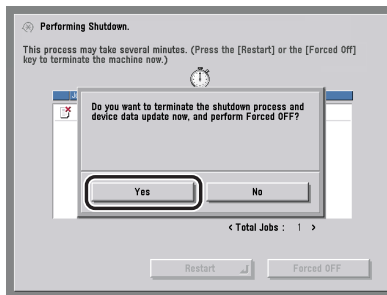 Performing Shutdown.
This process may take several minutes. (Press the [Restart] or the [Forced Off]
key to terminate the machine now.)
Do you want to terminate the shutdown process and
device data update now, and perform Forced OFF?
Yes
No
< Total Jobs : 1 >
Restart
Forced OFF